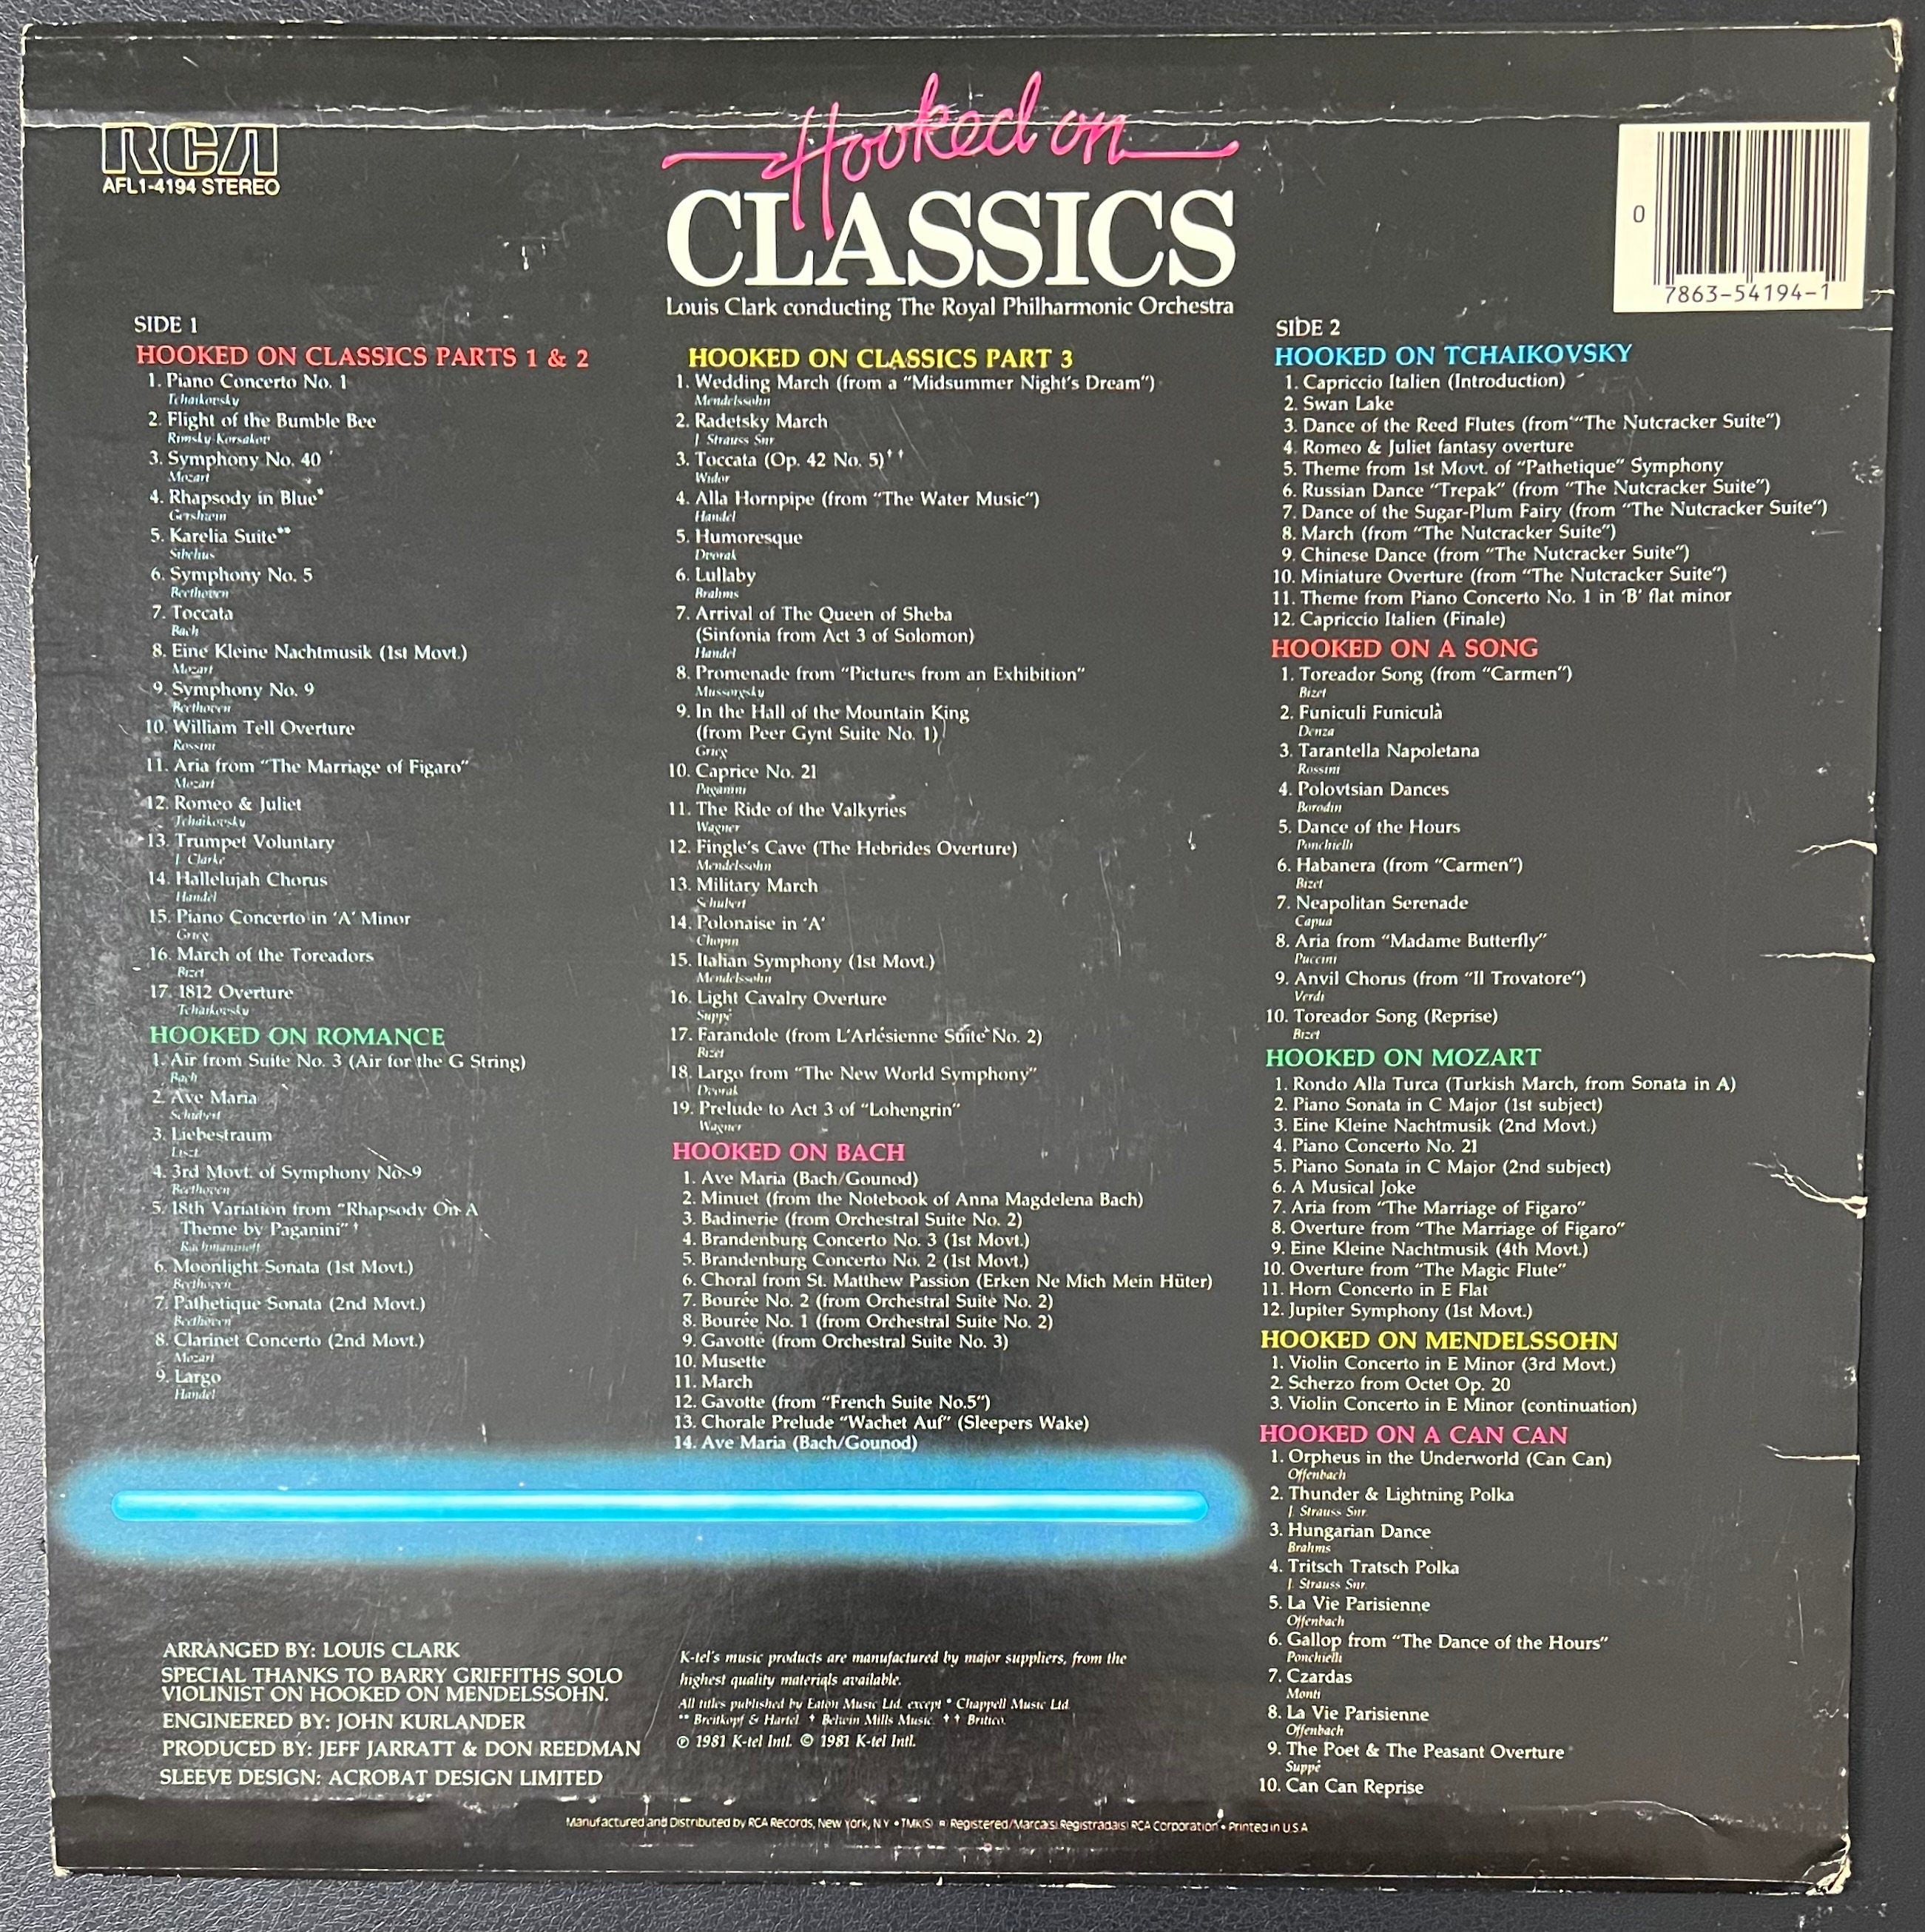 RCA
AFL1-4194 STEREO
Hooked on
CLASSICS
Louis Clark conducting The Royal Philharmonic Orchestra
0
7863-54194-1
SIDE 1
HOOKED ON CLASSICS PARTS 1 & 2
1. Piano Concerto No. 1
Tchaikovsky
2. Flight of the Bumble Bee
Rimsky-Korsakov
3. Symphony No. 40
Mozart
4. Rhapsody in Blue*
Gershwin
5. Karelia Suite**
Sibelius
6. Symphony No. 5
Beethoven
7. Toccata
Bach
8. Eine Kleine Nachtmusik (1st Movt.)
Mozart
9. Symphony No. 9
Beethoven
10. William Tell Overture
Rossini
11. Aria from “The Marriage of Figaro”
Mozart
12. Romeo & Juliet
Tchaikovsky
13. Trumpet Voluntary
J. Clarke
14. Hallelujah Chorus
Handel
15. Piano Concerto in ‘A’ Minor
Grieg
16. March of the Toreadors
Bizet
17. 1812 Overture
Tchaikovsky
HOOKED ON ROMANCE
1. Air from Suite No. 3 (Air for the G String)
Bach
2. Ave Maria
Schubert
3. Liebestraum
Liszt
4. 3rd Movt. of Symphony No. 9
Beethoven
5. 18th Variation from “Rhapsody On A
Theme by Paganini” †
Rachmaninoff
6. Moonlight Sonata (1st Movt.)
Beethoven
7. Pathetique Sonata (2nd Movt.)
Beethoven
8. Clarinet Concerto (2nd Movt.)
Mozart
9. Largo
Handel
HOOKED ON CLASSICS PART 3
1. Wedding March (from a “Midsummer Night's Dream”)
Mendelssohn
2. Radetsky March
J. Strauss Snr
3. Toccata (Op. 42 No. 5)††
Widor
4. Alla Hornpipe (from “The Water Music”)
Handel
5. Humoresque
Dvorak
6. Lullaby
Brahms
7. Arrival of The Queen of Sheba
(Sinfonia from Act 3 of Solomon)
Handel
8. Promenade from “Pictures from an Exhibition”
Mussorgsky
9. In the Hall of the Mountain King
(from Peer Gynt Suite No. 1)
Grieg
10. Caprice No. 21
Paganini
11. The Ride of the Valkyries
Wagner
12. Fingle's Cave (The Hebrides Overture)
Mendelssohn
13. Military March
Schubert
14. Polonaise in ‘A’
Chopin
15. Italian Symphony (1st Movt.)
Mendelssohn
16. Light Cavalry Overture
Suppé
17. Farandole (from L'Arlésienne Suite No. 2)
Bizet
18. Largo from “The New World Symphony”
Dvorak
19. Prelude to Act 3 of “Lohengrin”
Wagner
HOOKED ON BACH
1. Ave Maria (Bach/Gounod)
2. Minuet (from the Notebook of Anna Magdelena Bach)
3. Badinerie (from Orchestral Suite No. 2)
4. Brandenburg Concerto No. 3 (1st Movt.)
5. Brandenburg Concerto No. 2 (1st Movt.)
6. Choral from St. Matthew Passion (Erken Ne Mich Mein Hüter)
7. Bourée No. 2 (from Orchestral Suite No. 2)
8. Bourée No. 1 (from Orchestral Suite No. 2)
9. Gavotte (from Orchestral Suite No. 3)
10. Musette
11. March
12. Gavotte (from “French Suite No.5”)
13. Chorale Prelude “Wachet Auf” (Sleepers Wake)
14. Ave Maria (Bach/Gounod)
SIDE 2
HOOKED ON TCHAIKOVSKY
1. Capriccio Italien (Introduction)
2. Swan Lake
3. Dance of the Reed Flutes (from “The Nutcracker Suite”)
4. Romeo & Juliet fantasy overture
5. Theme from 1st Movt. of “Pathetique” Symphony
6. Russian Dance “Trepak” (from “The Nutcracker Suite”)
7. Dance of the Sugar-Plum Fairy (from “The Nutcracker Suite”)
8. March (from “The Nutcracker Suite”)
9. Chinese Dance (from “The Nutcracker Suite”)
10. Miniature Overture (from “The Nutcracker Suite”)
11. Theme from Piano Concerto No. 1 in ‘B’ flat minor
12. Capriccio Italien (Finale)
HOOKED ON A SONG
1. Toreador Song (from “Carmen”)
Bizet
2. Funiculi Funiculà
Denza
3. Tarantella Napoletana
Rossini
4. Polovtsian Dances
Borodin
5. Dance of the Hours
Ponchielli
6. Habanera (from “Carmen”)
Bizet
7. Neapolitan Serenade
Capua
8. Aria from “Madame Butterfly”
Puccini
9. Anvil Chorus (from “Il Trovatore”)
Verdi
10. Toreador Song (Reprise)
Bizet
HOOKED ON MOZART
1. Rondo Alla Turca (Turkish March, from Sonata in A)
2. Piano Sonata in C Major (1st subject)
3. Eine Kleine Nachtmusik (2nd Movt.)
4. Piano Concerto No. 21
5. Piano Sonata in C Major (2nd subject)
6. A Musical Joke
7. Aria from “The Marriage of Figaro”
8. Overture from “The Marriage of Figaro”
9. Eine Kleine Nachtmusik (4th Movt.)
10. Overture from “The Magic Flute”
11. Horn Concerto in E Flat
12. Jupiter Symphony (1st Movt.)
HOOKED ON MENDELSSOHN
1. Violin Concerto in E Minor (3rd Movt.)
2. Scherzo from Octet Op. 20
3. Violin Concerto in E Minor (continuation)
HOOKED ON A CAN CAN
1. Orpheus in the Underworld (Can Can)
Offenbach
2. Thunder & Lightning Polka
J. Strauss Snr.
3. Hungarian Dance
Brahms
4. Tritsch Tratsch Polka
J. Strauss Snr.
5. La Vie Parisienne
Offenbach
6. Gallop from “The Dance of the Hours”
Ponchielli
7. Czardas
Monti
8. La Vie Parisienne
Offenbach
9. The Poet & The Peasant Overture
Suppé
10. Can Can Reprise
ARRANGED BY: LOUIS CLARK
SPECIAL THANKS TO BARRY GRIFFITHS SOLO
VIOLINIST ON HOOKED ON MENDELSSOHN.
ENGINEERED BY: JOHN KURLANDER
PRODUCED BY: JEFF JARRATT & DON REEDMAN
SLEEVE DESIGN: ACROBAT DESIGN LIMITED
K-tel's music products are manufactured by major suppliers, from the
highest quality materials available.
All titles published by Eaton Music Ltd. except * Chappell Music Ltd.
** Breitkopf & Hartel. † Belwin Mills Music. †† Britico.
℗ 1981 K-tel Intl. © 1981 K-tel Intl.
Manufactured and Distributed by RCA Records, New York, N.Y. • TMK(S) ® Registered/Marca(s) Registrada(s) RCA Corporation • Printed in U.S.A.